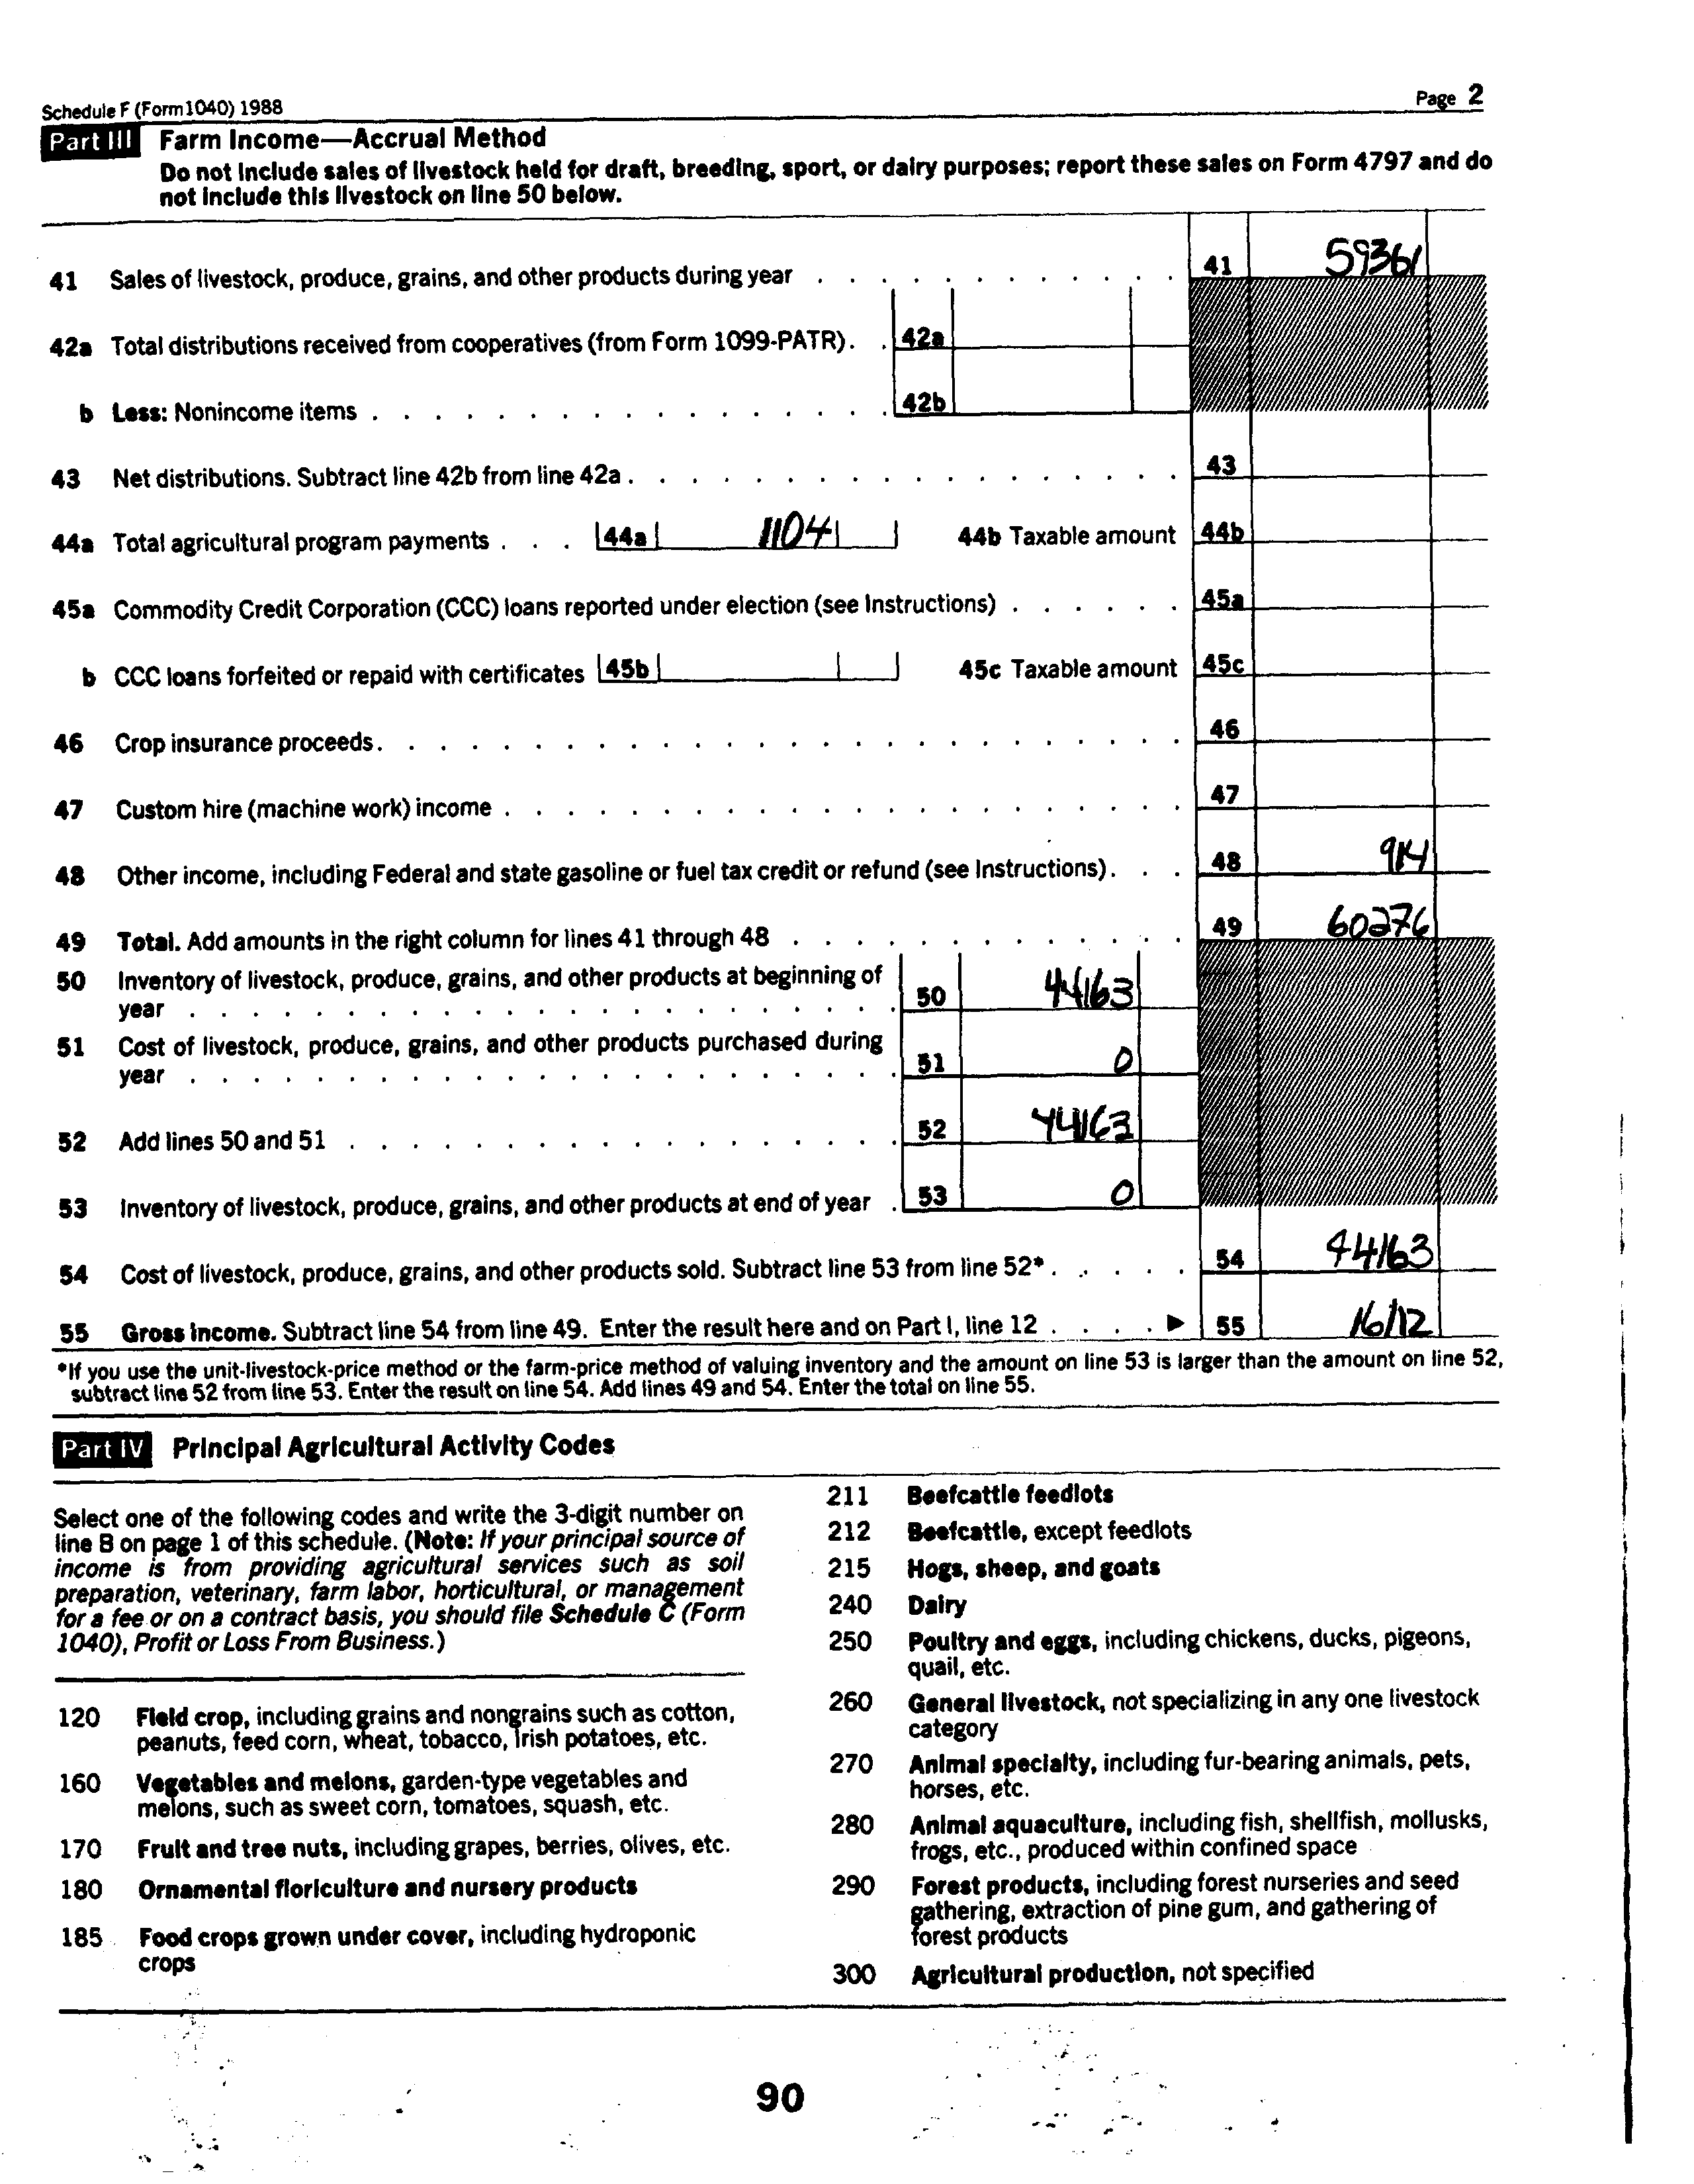 Schedule F (Form 1040) 1988 Page 2
Part III Farm Income—Accrual Method
Do not include sales of livestock held for draft, breeding, sport, or dairy purposes; report these sales on Form 4797 and do
not include this livestock on line 50 below.
41 Sales of livestock, produce, grains, and other products during year . . . . . . . . . . . . 41 59361
42a Total distributions received from cooperatives (from Form 1099-PATR). . 42a
b Less: Nonincome items . . . . . . . . . . . . . . . . . 42b
43 Net distributions. Subtract line 42b from line 42a . . . . . . . . . . . . . . . . . . 43
44a Total agricultural program payments . . . 44a 1104 44b Taxable amount 44b
45a Commodity Credit Corporation (CCC) loans reported under election (see Instructions) . . . . . . 45a
b CCC loans forfeited or repaid with certificates 45b 45c Taxable amount 45c
46 Crop insurance proceeds. . . . . . . . . . . . . . . . . . . . . . . . . . 46
47 Custom hire (machine work) income . . . . . . . . . . . . . . . . . . . . . . 47
48 Other income, including Federal and state gasoline or fuel tax credit or refund (see Instructions) . . . 48 914
49 Total. Add amounts in the right column for lines 41 through 48 . . . . . . . . . . . . . 49 60276
50 Inventory of livestock, produce, grains, and other products at beginning of
year . . . . . . . . . . . . . . . . . . . . . . . 50 44163
51 Cost of livestock, produce, grains, and other products purchased during
year . . . . . . . . . . . . . . . . . . . . . . . 51 0
52 Add lines 50 and 51 . . . . . . . . . . . . . . . . . . 52 44163
53 Inventory of livestock, produce, grains, and other products at end of year . 53 0
54 Cost of livestock, produce, grains, and other products sold. Subtract line 53 from line 52* . . . . . 54 44163
55 Gross income. Subtract line 54 from line 49. Enter the result here and on Part I, line 12 . . . . ▶ 55 16112
*If you use the unit-livestock-price method or the farm-price method of valuing inventory and the amount on line 53 is larger than the amount on line 52,
subtract line 52 from line 53. Enter the result on line 54. Add lines 49 and 54. Enter the total on line 55.
Part IV Principal Agricultural Activity Codes
Select one of the following codes and write the 3-digit number on
line B on page 1 of this schedule. (Note: If your principal source of
income is from providing agricultural services such as soil
preparation, veterinary, farm labor, horticultural, or management
for a fee or on a contract basis, you should file Schedule C (Form
1040), Profit or Loss From Business.)
120 Field crop, including grains and nongrains such as cotton,
peanuts, feed corn, wheat, tobacco, Irish potatoes, etc.
160 Vegetables and melons, garden-type vegetables and
melons, such as sweet corn, tomatoes, squash, etc.
170 Fruit and tree nuts, including grapes, berries, olives, etc.
180 Ornamental floriculture and nursery products
185 Food crops grown under cover, including hydroponic
crops
211 Beefcattle feedlots
212 Beefcattle, except feedlots
215 Hogs, sheep, and goats
240 Dairy
250 Poultry and eggs, including chickens, ducks, pigeons,
quail, etc.
260 General livestock, not specializing in any one livestock
category
270 Animal specialty, including fur-bearing animals, pets,
horses, etc.
280 Animal aquaculture, including fish, shellfish, mollusks,
frogs, etc., produced within confined space
290 Forest products, including forest nurseries and seed
gathering, extraction of pine gum, and gathering of
forest products
300 Agricultural production, not specified
90